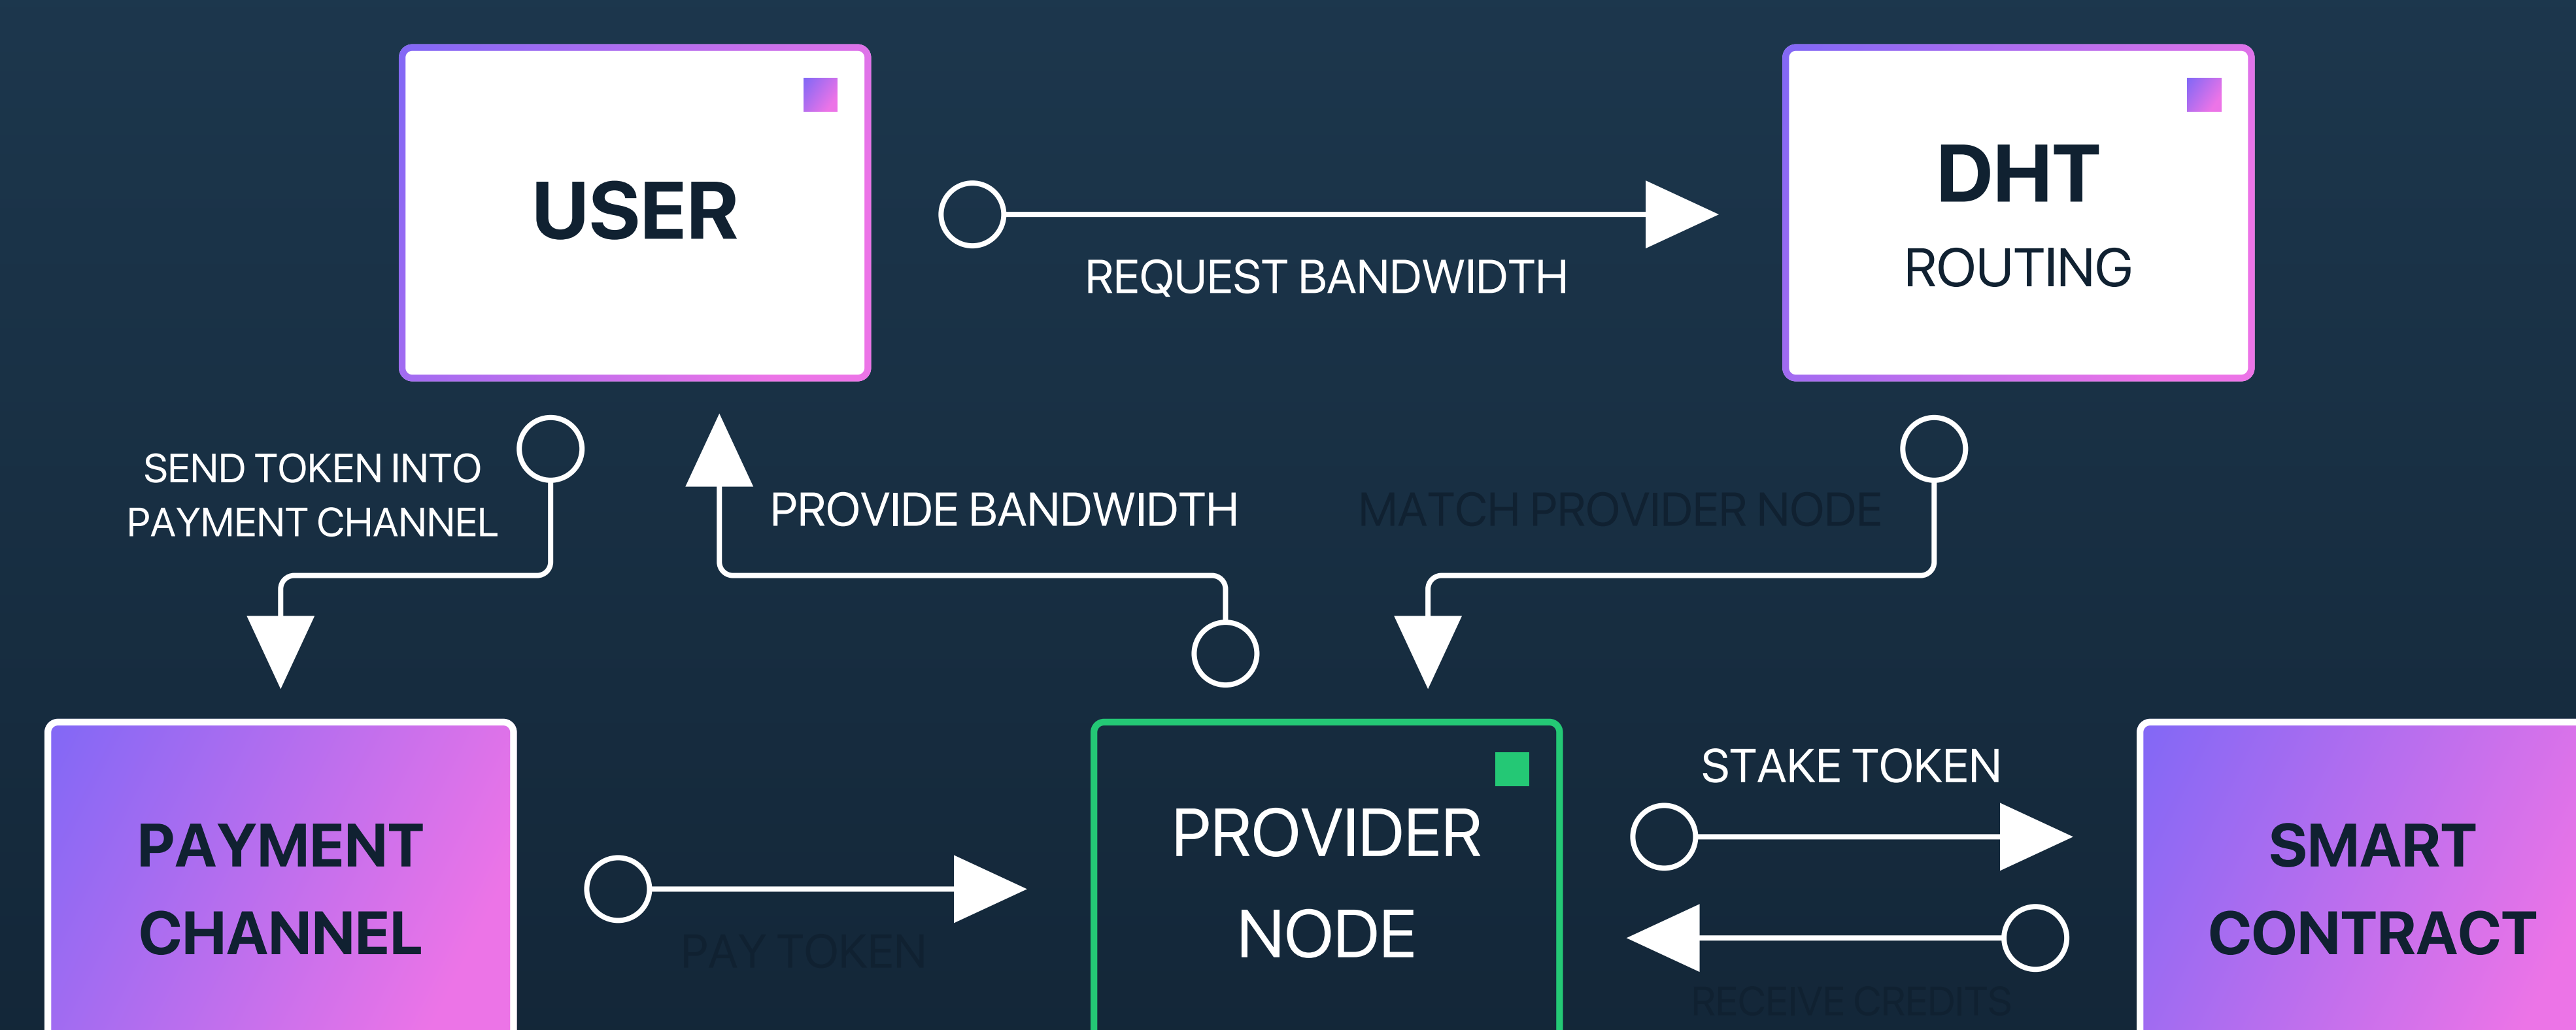 USER
DHT
ROUTING
REQUEST BANDWIDTH
SEND TOKEN INTO
PAYMENT CHANNEL
PROVIDE BANDWIDTH
MATCH PROVIDER NODE
PAYMENT
CHANNEL
PAY TOKEN
PROVIDER
NODE
STAKE TOKEN
RECEIVE CREDITS
SMART
CONTRACT